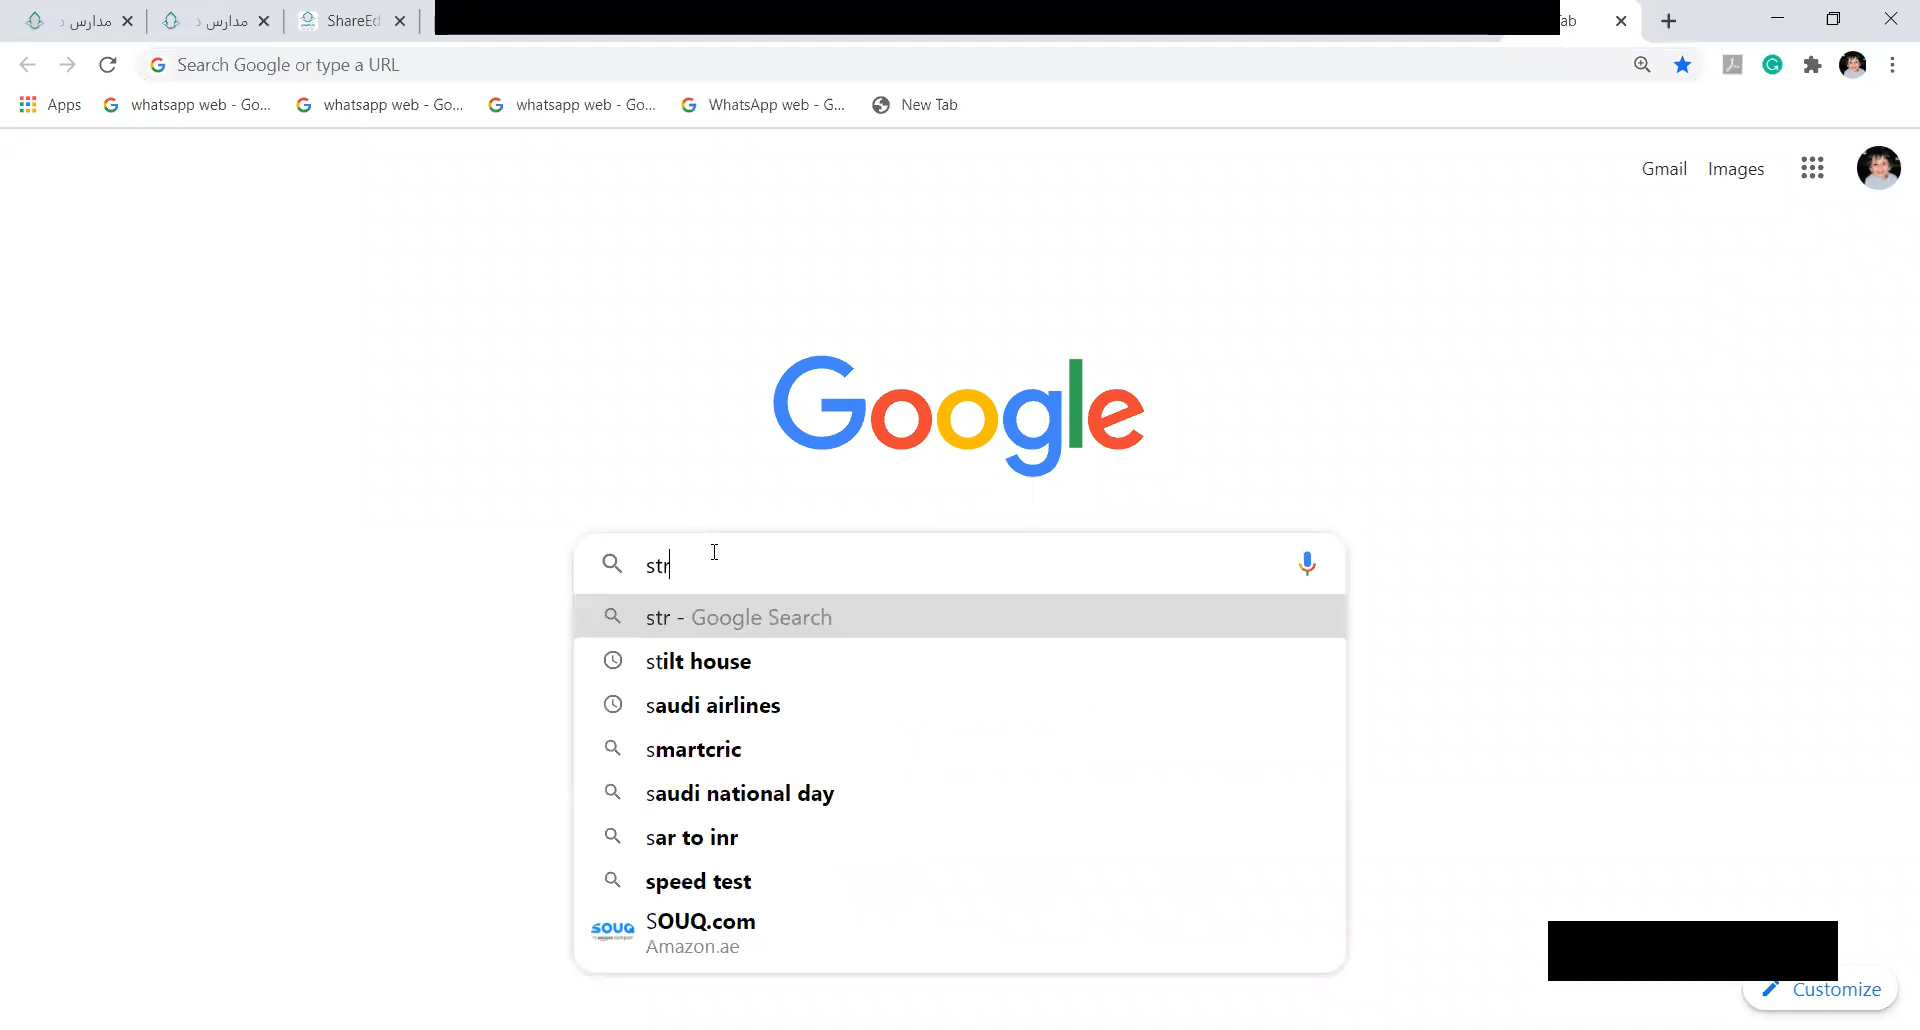 مدارس د
مدارس د
ShareEd
ab
Search Google or type a URL
Apps
whatsapp web - Go...
whatsapp web - Go...
whatsapp web - Go...
WhatsApp web - G...
New Tab
Gmail
Images
Google
str
str - Google Search
stilt house
saudi airlines
smartcric
saudi national day
sar to inr
speed test
souq
SOUQ.com
Amazon.ae
Customize